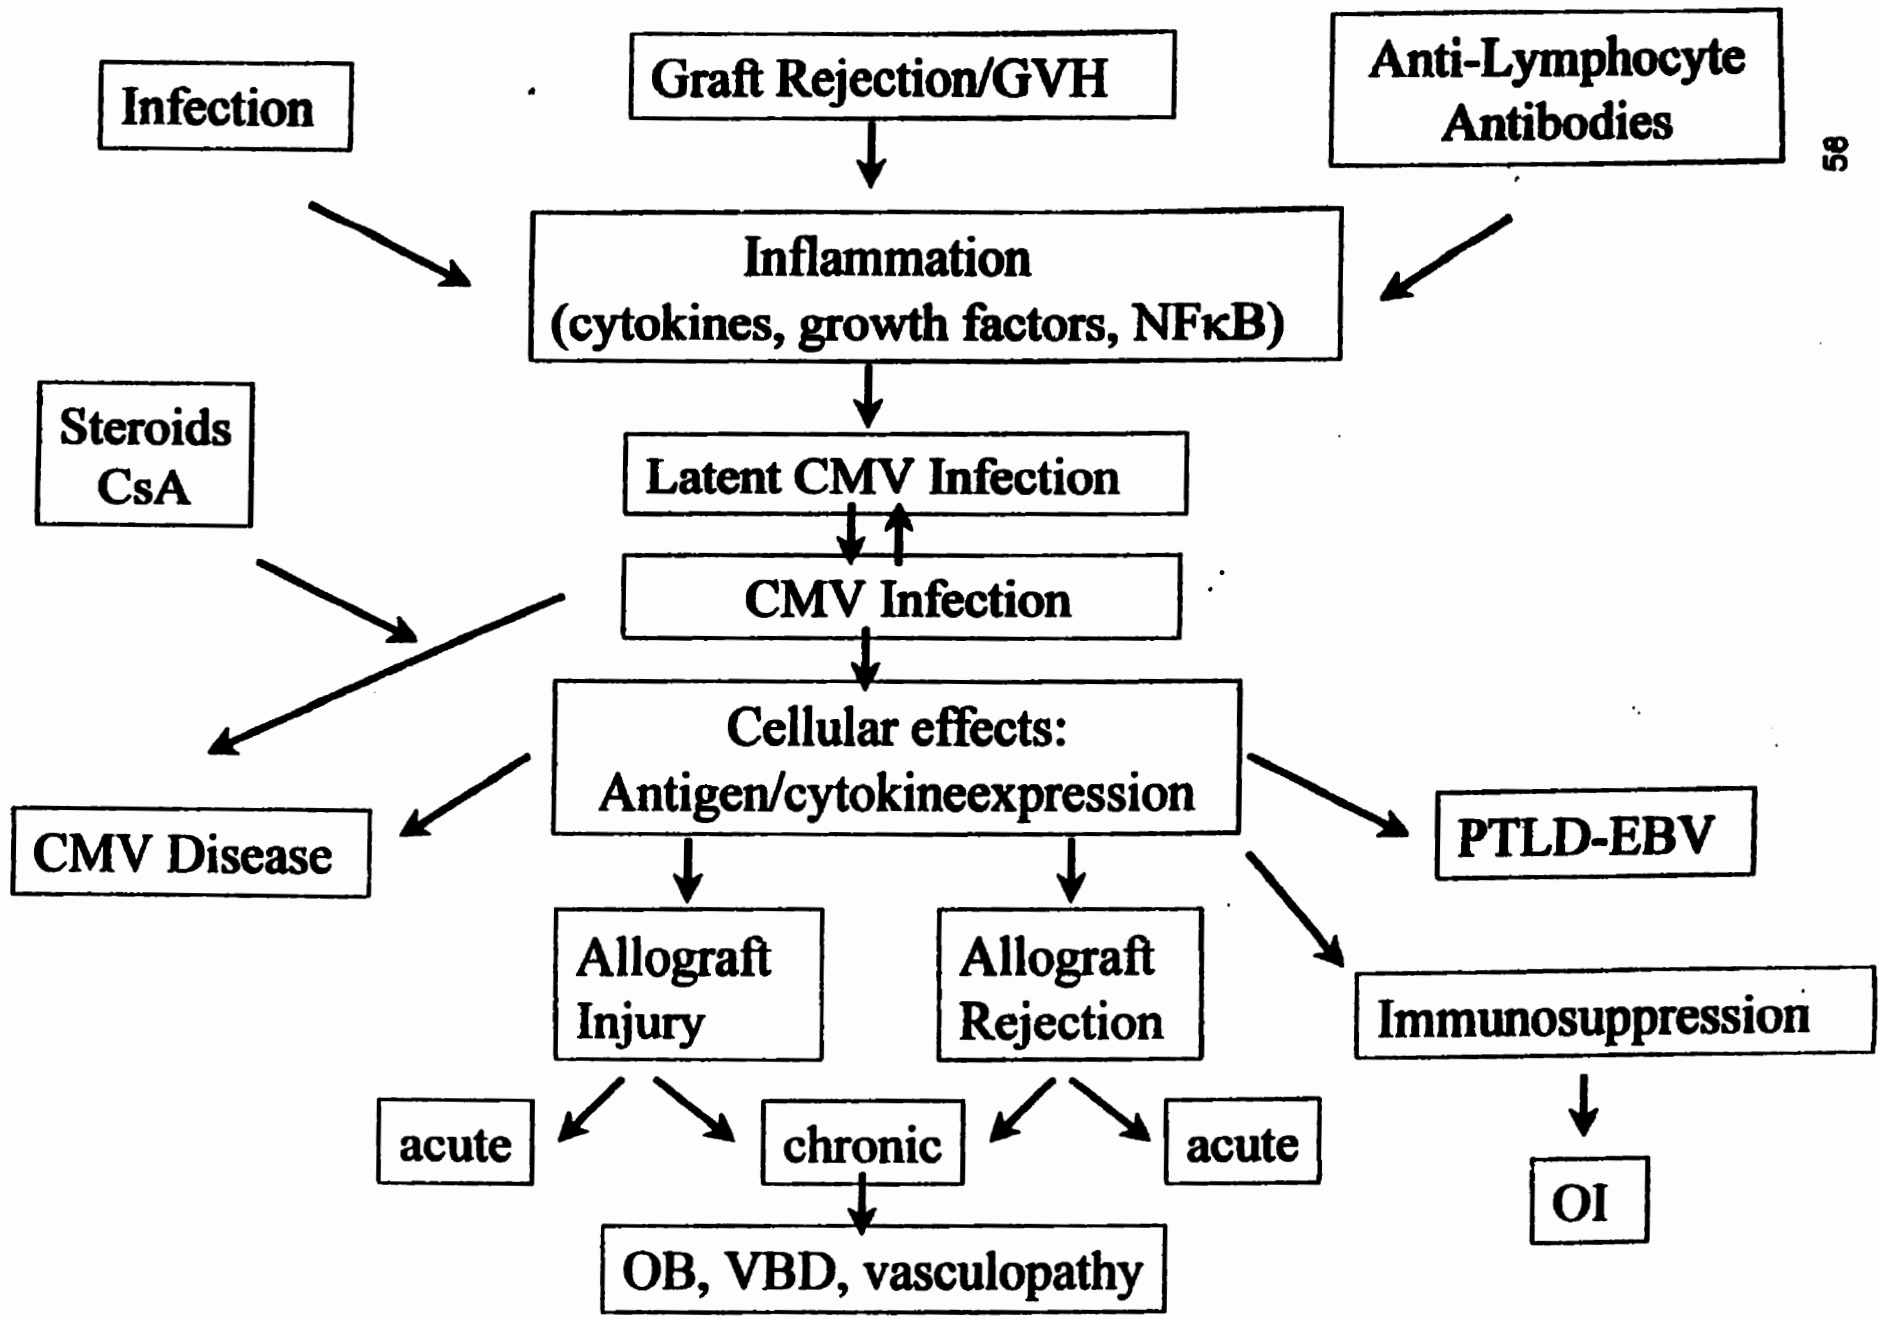 Infection
Graft Rejection/GVH
Anti-Lymphocyte
Antibodies
58
Inflammation
(cytokines, growth factors, NFκB)
Steroids
CsA
Latent CMV Infection
CMV Infection
Cellular effects:
Antigen/cytokineexpression
CMV Disease
PTLD-EBV
Allograft
Injury
Allograft
Rejection
Immunosuppression
acute
chronic
acute
OI
OB, VBD, vasculopathy